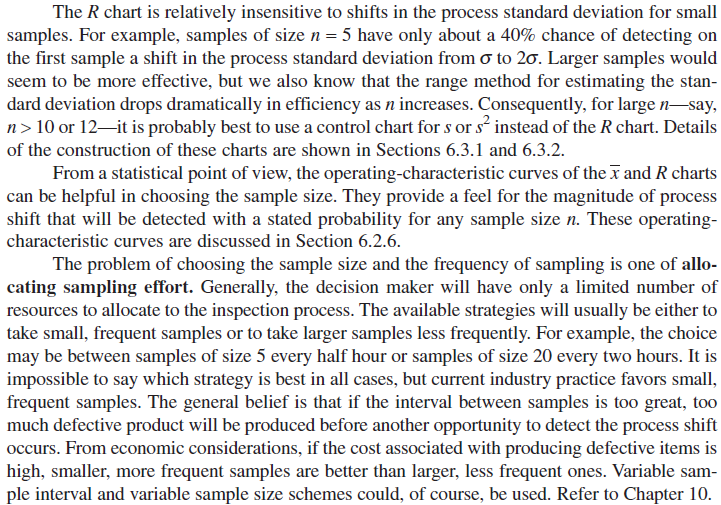 The R chart is relatively insensitive to shifts in the process standard deviation for small
samples. For example, samples of size n = 5 have only about a 40% chance of detecting on
the first sample a shift in the process standard deviation from σ to 2σ. Larger samples would
seem to be more effective, but we also know that the range method for estimating the stan-
dard deviation drops dramatically in efficiency as n increases. Consequently, for large n—say,
n > 10 or 12—it is probably best to use a control chart for s or s² instead of the R chart. Details
of the construction of these charts are shown in Sections 6.3.1 and 6.3.2.
From a statistical point of view, the operating-characteristic curves of the x̄ and R charts
can be helpful in choosing the sample size. They provide a feel for the magnitude of process
shift that will be detected with a stated probability for any sample size n. These operating-
characteristic curves are discussed in Section 6.2.6.
The problem of choosing the sample size and the frequency of sampling is one of allo-
cating sampling effort. Generally, the decision maker will have only a limited number of
resources to allocate to the inspection process. The available strategies will usually be either to
take small, frequent samples or to take larger samples less frequently. For example, the choice
may be between samples of size 5 every half hour or samples of size 20 every two hours. It is
impossible to say which strategy is best in all cases, but current industry practice favors small,
frequent samples. The general belief is that if the interval between samples is too great, too
much defective product will be produced before another opportunity to detect the process shift
occurs. From economic considerations, if the cost associated with producing defective items is
high, smaller, more frequent samples are better than larger, less frequent ones. Variable sam-
ple interval and variable sample size schemes could, of course, be used. Refer to Chapter 10.